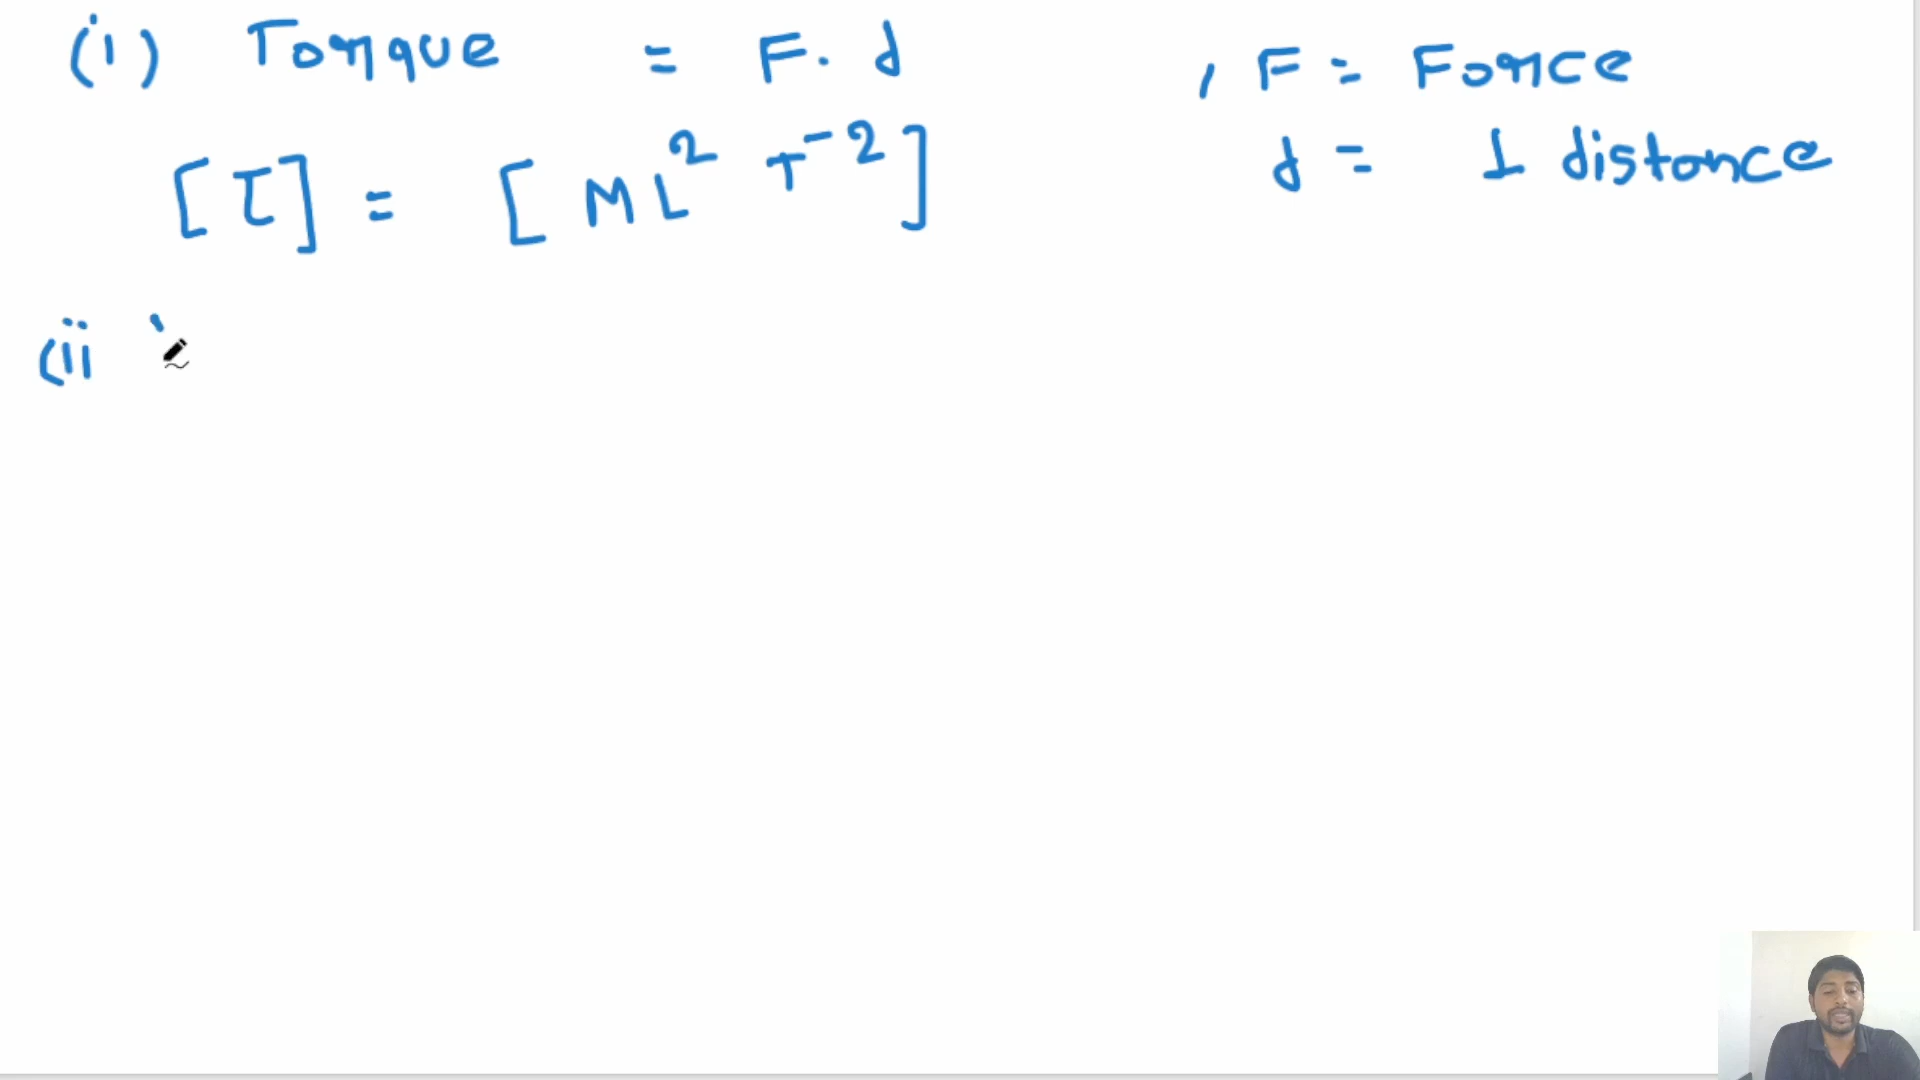 (i) Torque = F. d , F = Force
d = ⊥ distance
[τ] = [ M L² T⁻² ]
(ii